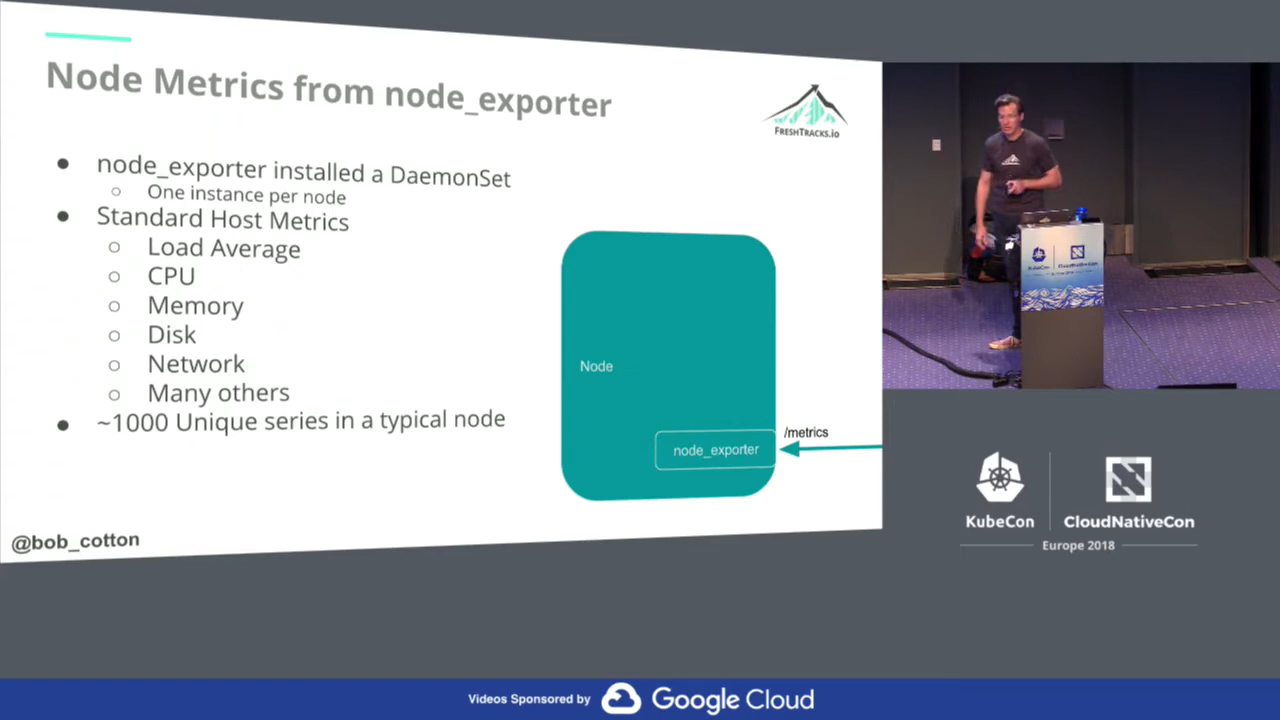 Node Metrics from node_exporter
FRESHTRACKS.io
● node_exporter installed a DaemonSet
○ One instance per node
● Standard Host Metrics
○ Load Average
○ CPU
○ Memory
○ Disk
○ Network
○ Many others
● ~1000 Unique series in a typical node
Node
node_exporter
/metrics
@bob_cotton
KubeCon
CloudNativeCon
KubeCon
CloudNativeCon
Europe 2018
Videos Sponsored by
Google Cloud